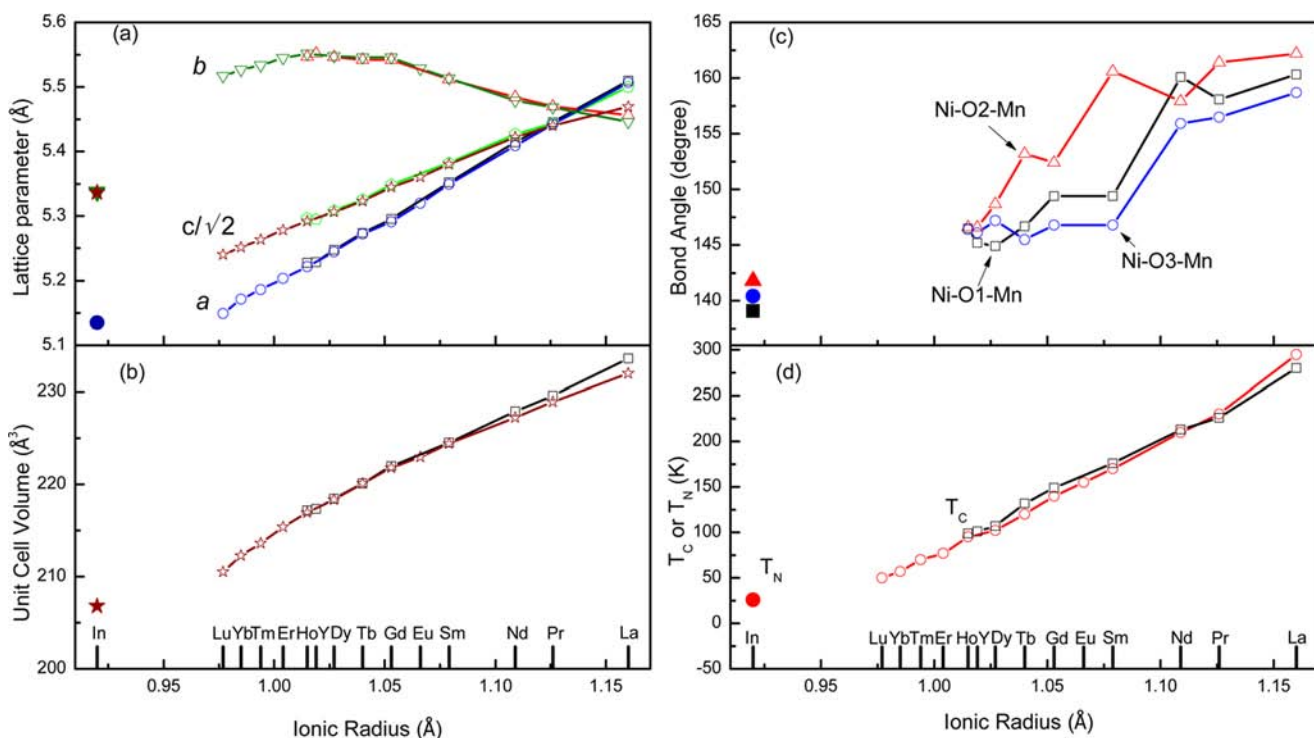 (a)
5.6
5.5
5.4
5.3
5.2
5.1
Lattice parameter (Å)
b
c/√2
a
(b)
230
220
210
200
Unit Cell Volume (Å³)
In Lu Yb Tm Er Ho Y Dy Tb Gd Eu Sm Nd Pr La
0.95 1.00 1.05 1.10 1.15
Ionic Radius (Å)
(c)
165
160
155
150
145
140
Bond Angle (degree)
Ni-O2-Mn
Ni-O3-Mn
Ni-O1-Mn
(d)
300
250
200
150
100
50
0
-50
T_C or T_N (K)
T_C
T_N
In Lu Yb Tm Er Ho Y Dy Tb Gd Eu Sm Nd Pr La
0.95 1.00 1.05 1.10 1.15
Ionic Radius (Å)